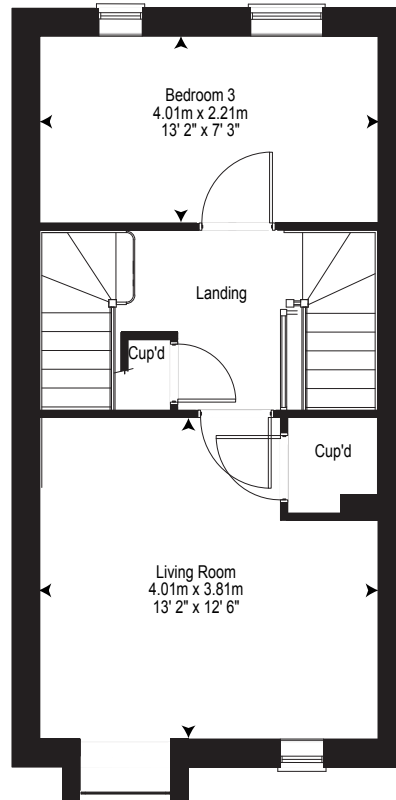 Bedroom 3
4.01m x 2.21m
13' 2" x 7' 3"
Landing
Cup'd
Cup'd
Living Room
4.01m x 3.81m
13' 2" x 12' 6"